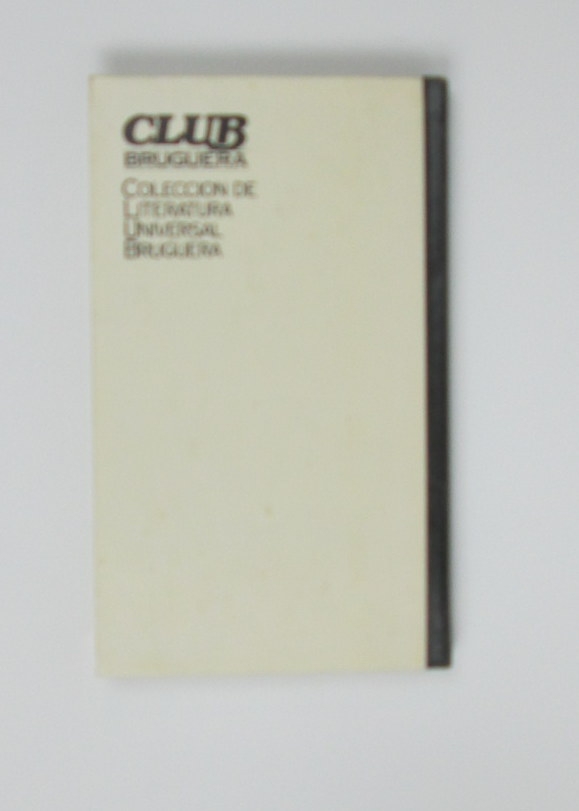 CLUB
BRUGUERA
COLECCION DE
LITERATURA
UNIVERSAL
BRUGUERA